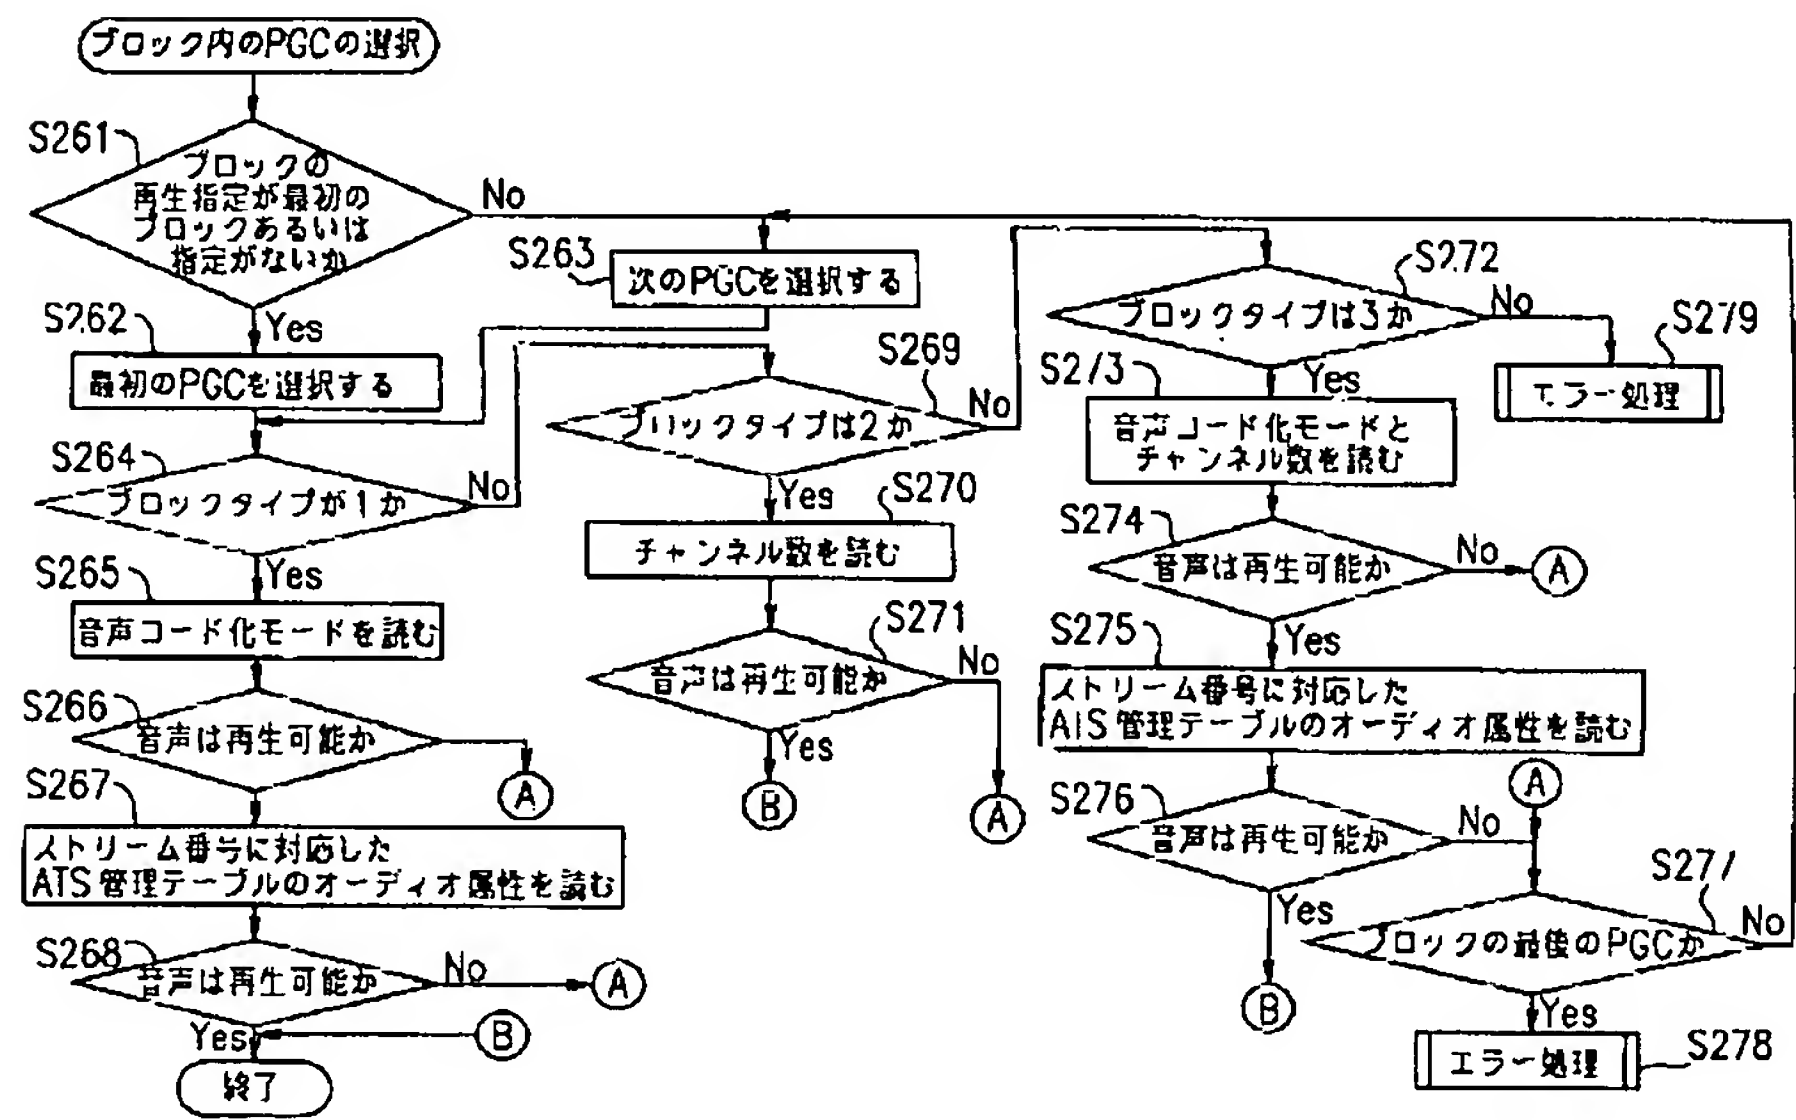 ブロック内のPGCの選択
S261
ブロックの
再生指定が最初の
ブロックあるいは
指定がないか
No
Yes
S262
最初のPGCを選択する
S263
次のPGCを選択する
S264
ブロックタイプが1か
No
Yes
S265
音声コード化モードを読む
S266
音声は再生可能か
A
S267
ストリーム番号に対応した
ATS管理テーブルのオーディオ属性を読む
S268
音声は再生可能か
No
A
Yes
B
終了
S269
ブロックタイプは2か
No
Yes
S270
チャンネル数を読む
S271
音声は再生可能か
No
Yes
B
A
S272
ブロックタイプは3か
No
S279
エラー処理
Yes
S273
音声コード化モードと
チャンネル数を読む
S274
音声は再生可能か
No
A
Yes
S275
ストリーム番号に対応した
ATS管理テーブルのオーディオ属性を読む
S276
音声は再生可能か
No
A
Yes
B
S277
ブロックの最後のPGCか
No
Yes
エラー処理
S278